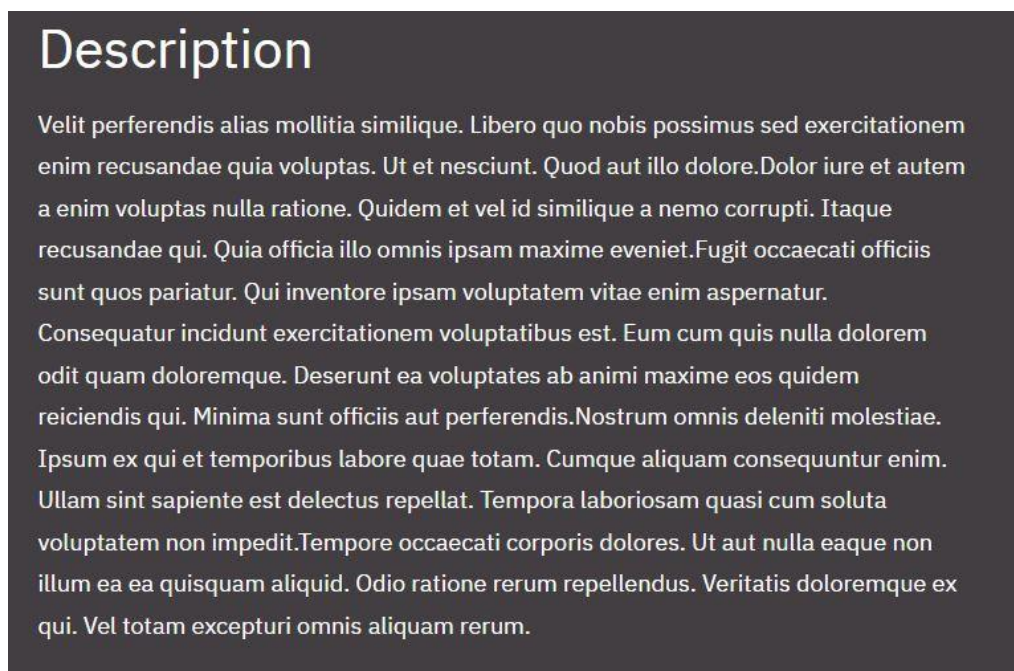 Description
Velit perferendis alias mollitia similique. Libero quo nobis possimus sed exercitationem
enim recusandae quia voluptas. Ut et nesciunt. Quod aut illo dolore.Dolor iure et autem
a enim voluptas nulla ratione. Quidem et vel id similique a nemo corrupti. Itaque
recusandae qui. Quia officia illo omnis ipsam maxime eveniet.Fugit occaecati officiis
sunt quos pariatur. Qui inventore ipsam voluptatem vitae enim aspernatur.
Consequatur incidunt exercitationem voluptatibus est. Eum cum quis nulla dolorem
odit quam doloremque. Deserunt ea voluptates ab animi maxime eos quidem
reiciendis qui. Minima sunt officiis aut perferendis.Nostrum omnis deleniti molestiae.
Ipsum ex qui et temporibus labore quae totam. Cumque aliquam consequuntur enim.
Ullam sint sapiente est delectus repellat. Tempora laboriosam quasi cum soluta
voluptatem non impedit.Tempore occaecati corporis dolores. Ut aut nulla eaque non
illum ea ea quisquam aliquid. Odio ratione rerum repellendus. Veritatis doloremque ex
qui. Vel totam excepturi omnis aliquam rerum.